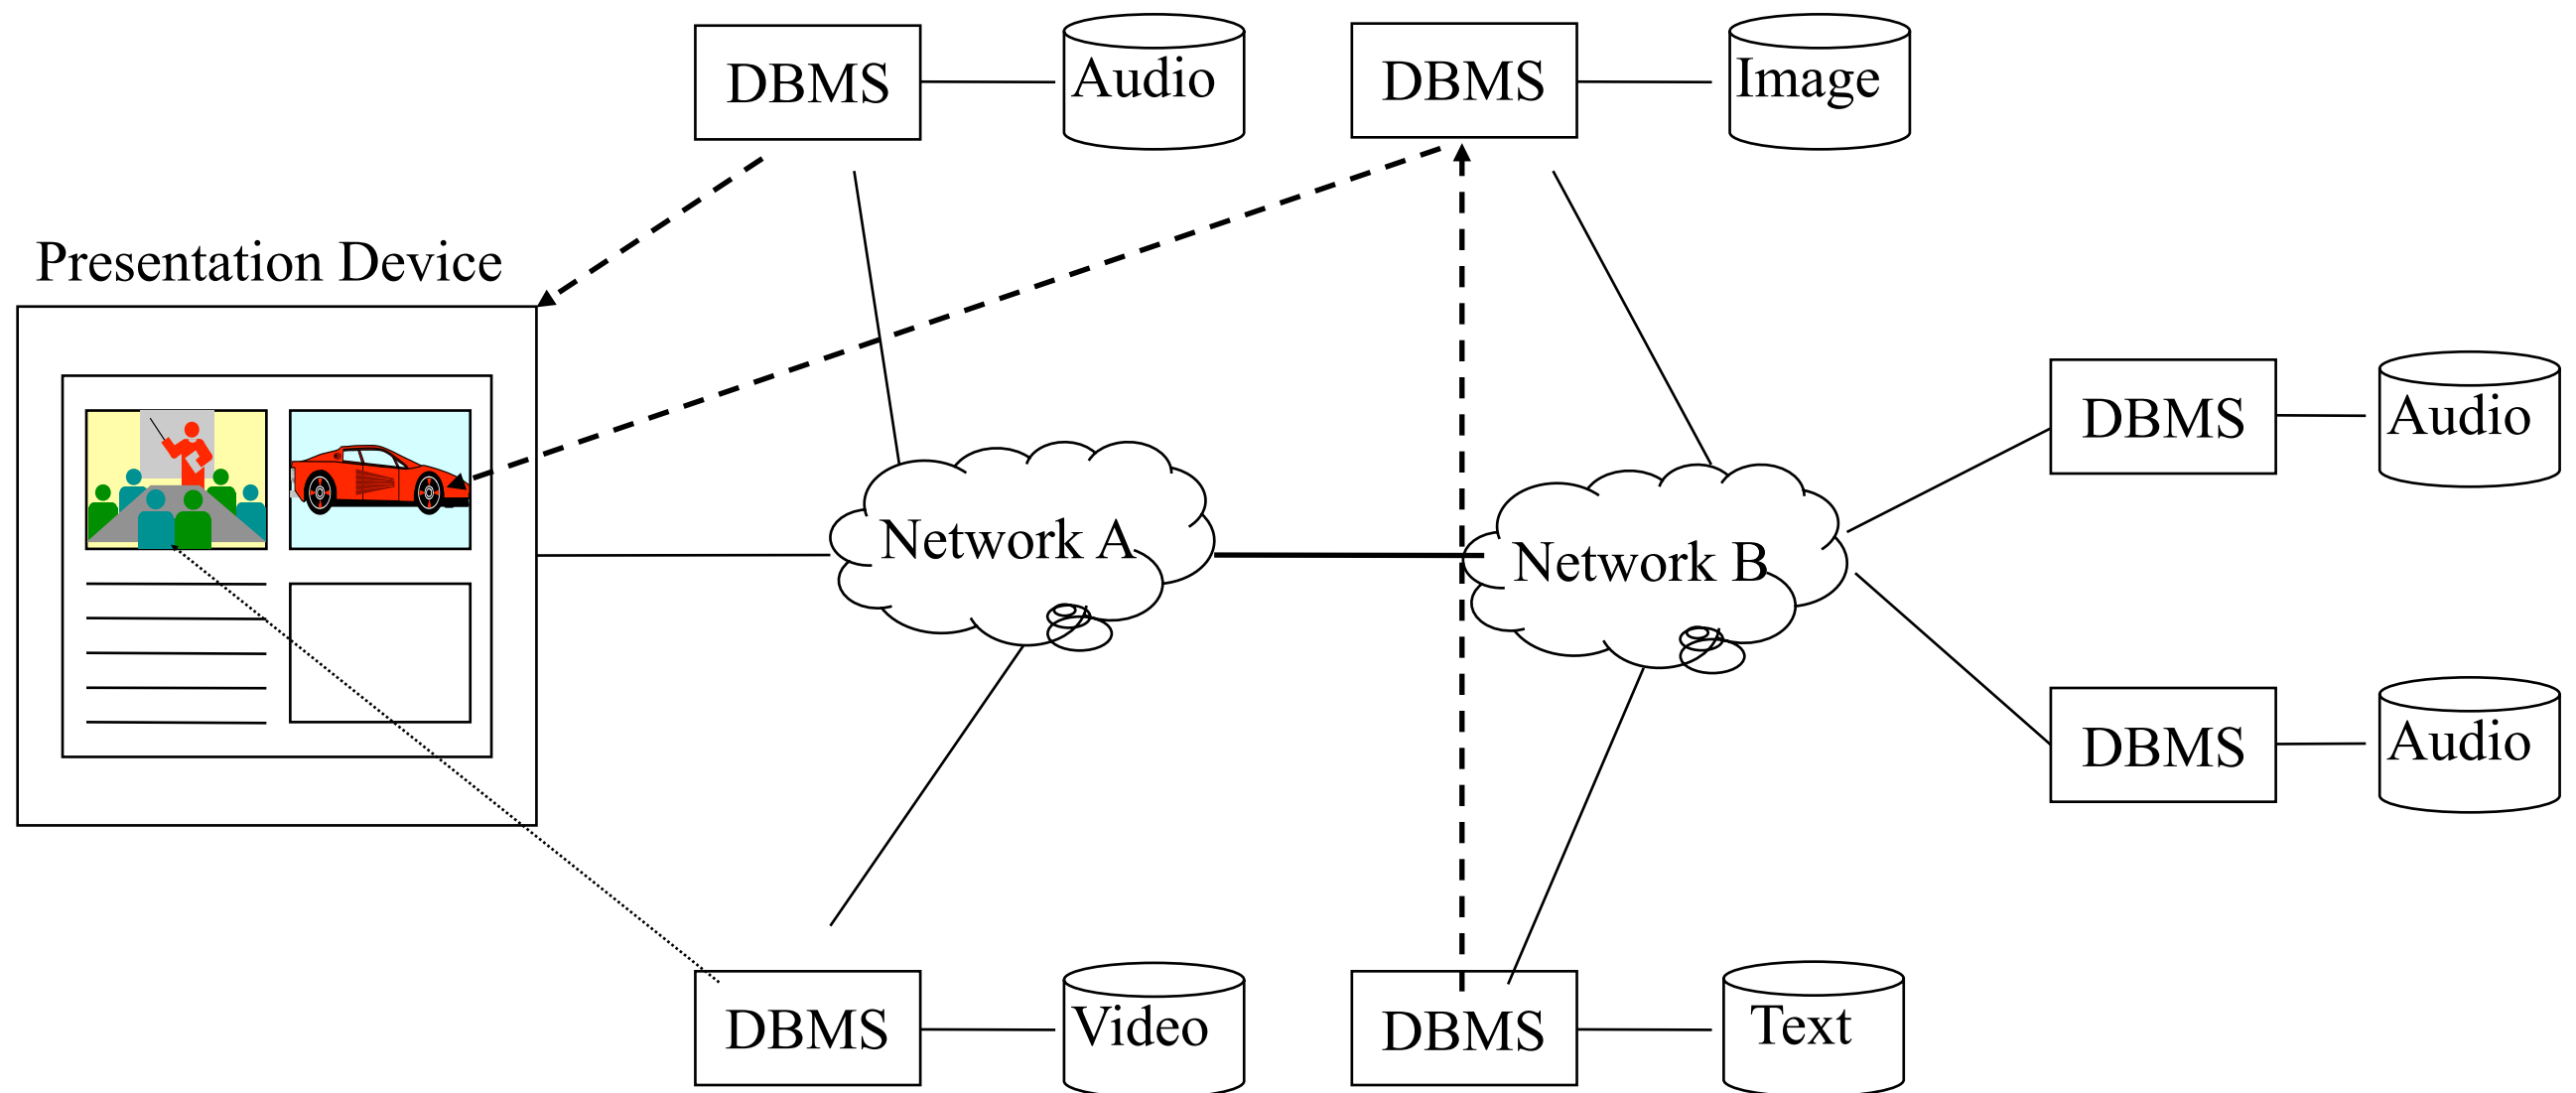 DBMS
Audio
DBMS
Image
Presentation Device
DBMS
Audio
Network A
Network B
DBMS
Audio
DBMS
Video
DBMS
Text